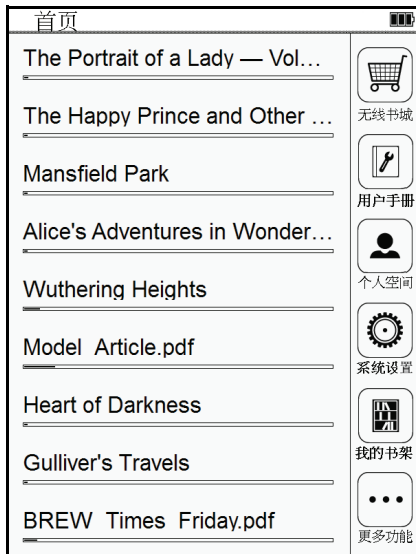 首页
The Portrait of a Lady — Vol…
The Happy Prince and Other …
Mansfield Park
Alice's Adventures in Wonder…
Wuthering Heights
Model Article.pdf
Heart of Darkness
Gulliver's Travels
BREW Times Friday.pdf
无线书城
用户手册
个人空间
系统设置
我的书架
更多功能